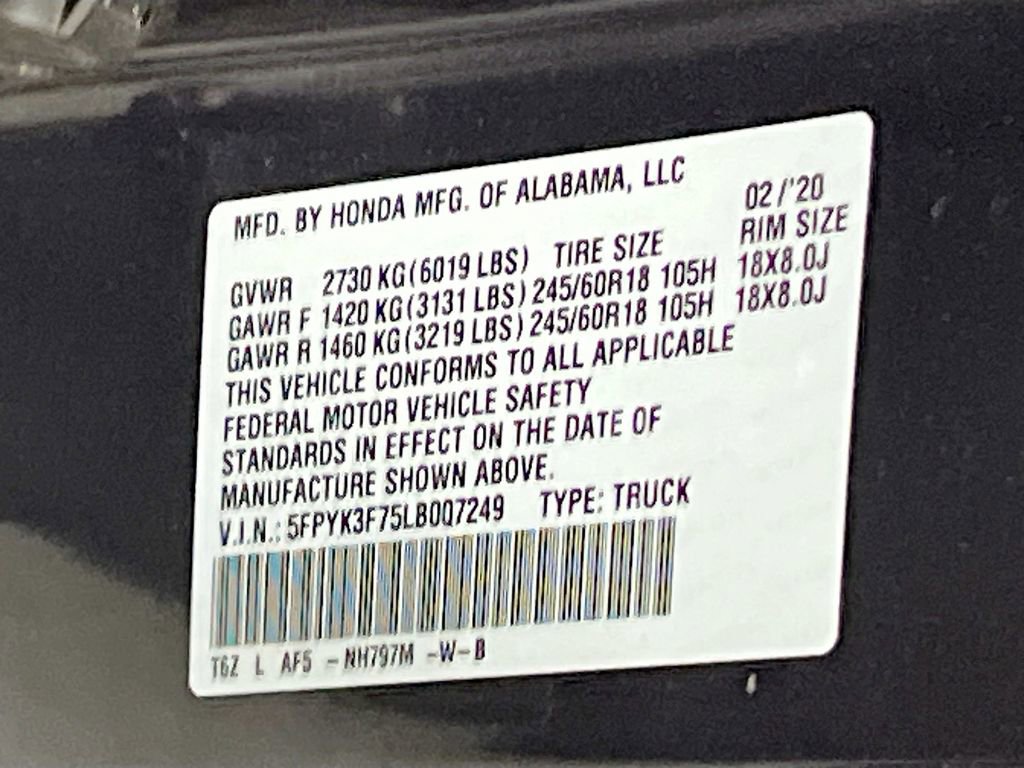 MFD. BY HONDA MFG. OF ALABAMA, LLC
02/'20
GVWR 2730 KG(6019 LBS) TIRE SIZE RIM SIZE
GAWR F 1420 KG(3131 LBS) 245/60R18 105H 18X8.0J
GAWR R 1460 KG(3219 LBS) 245/60R18 105H 18X8.0J
THIS VEHICLE CONFORMS TO ALL APPLICABLE
FEDERAL MOTOR VEHICLE SAFETY
STANDARDS IN EFFECT ON THE DATE OF
MANUFACTURE SHOWN ABOVE.
V.I.N.: 5FPYK3F75LB007249 TYPE: TRUCK
T6Z L AF5 -NH797M -W-B